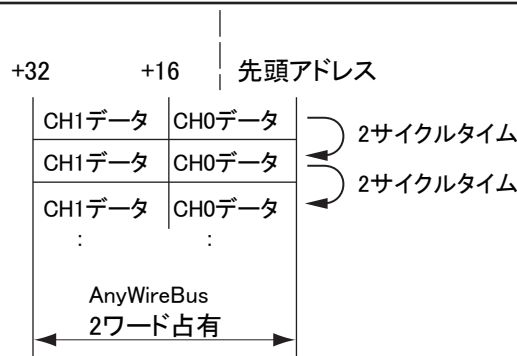 +32 +16 先頭アドレス
CH1データ CH0データ 2サイクルタイム
CH1データ CH0データ 2サイクルタイム
CH1データ CH0データ
: :
AnyWireBus
2ワード占有